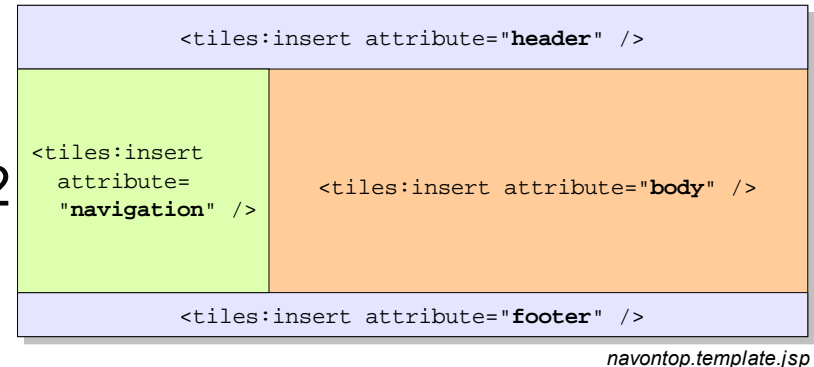 <tiles:insert attribute="header" />
2
<tiles:insert
attribute=
"navigation" />
<tiles:insert attribute="body" />
<tiles:insert attribute="footer" />
navontop.template.jsp